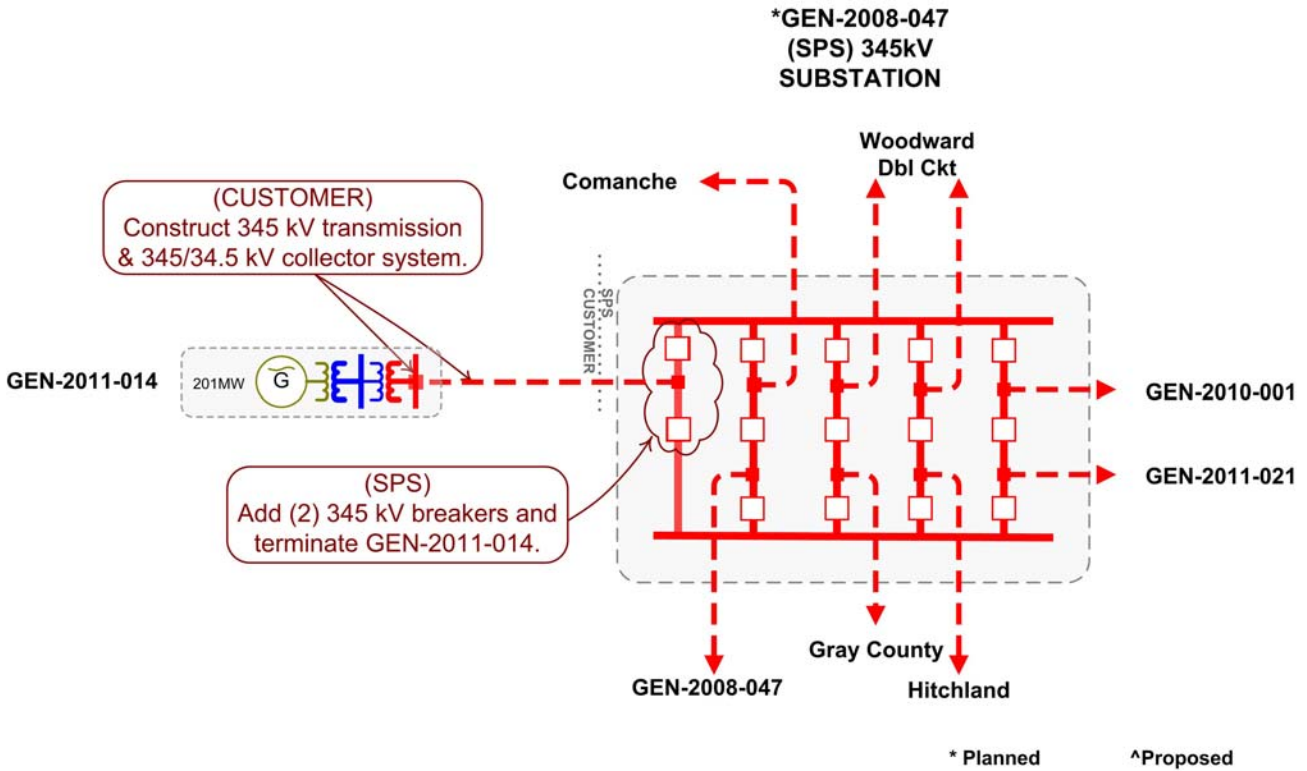 *GEN-2008-047
(SPS) 345kV
SUBSTATION
Woodward
Dbl Ckt
Comanche
(CUSTOMER)
Construct 345 kV transmission
& 345/34.5 kV collector system.
SPS
CUSTOMER
GEN-2011-014
201MW
G
GEN-2010-001
GEN-2011-021
(SPS)
Add (2) 345 kV breakers and
terminate GEN-2011-014.
Gray County
GEN-2008-047
Hitchland
* Planned
^Proposed